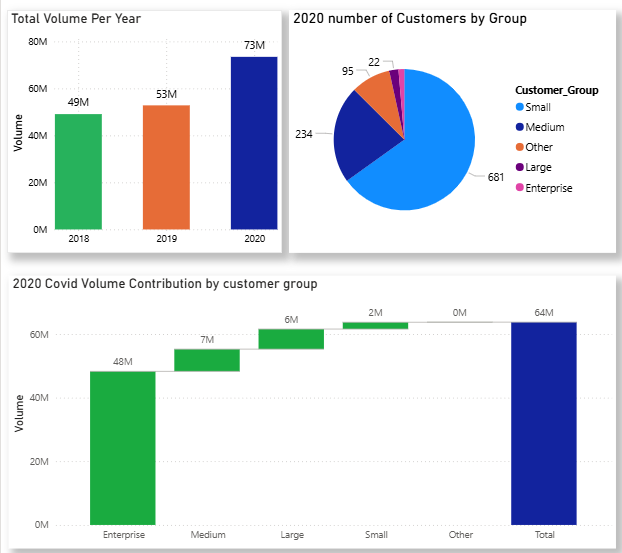 Total Volume Per Year
80M
60M
40M
20M
0M
Volume
49M
53M
73M
2018
2019
2020
2020 number of Customers by Group
22
95
234
681
Customer_Group
Small
Medium
Other
Large
Enterprise
2020 Covid Volume Contribution by customer group
60M
40M
20M
0M
Volume
48M
7M
6M
2M
0M
64M
Enterprise
Medium
Large
Small
Other
Total